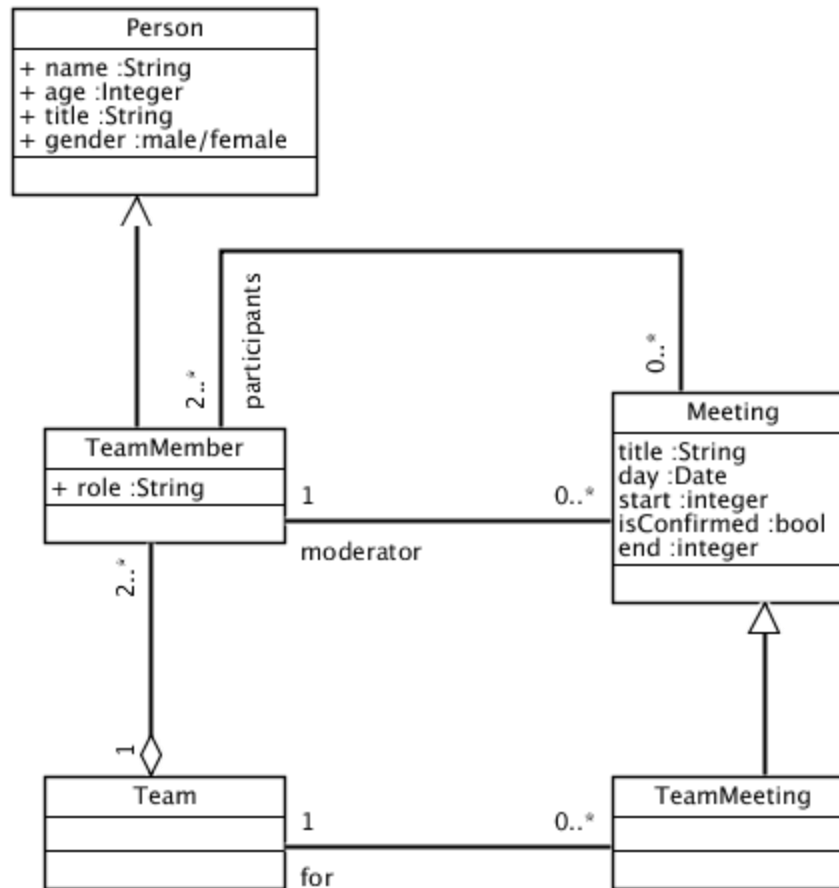 Person
+ name :String
+ age :Integer
+ title :String
+ gender :male/female
participants
2..*
0..*
TeamMember
+ role :String
Meeting
title :String
day :Date
start :integer
isConfirmed :bool
end :integer
1
0..*
moderator
2..*
1
Team
TeamMeeting
1
0..*
for